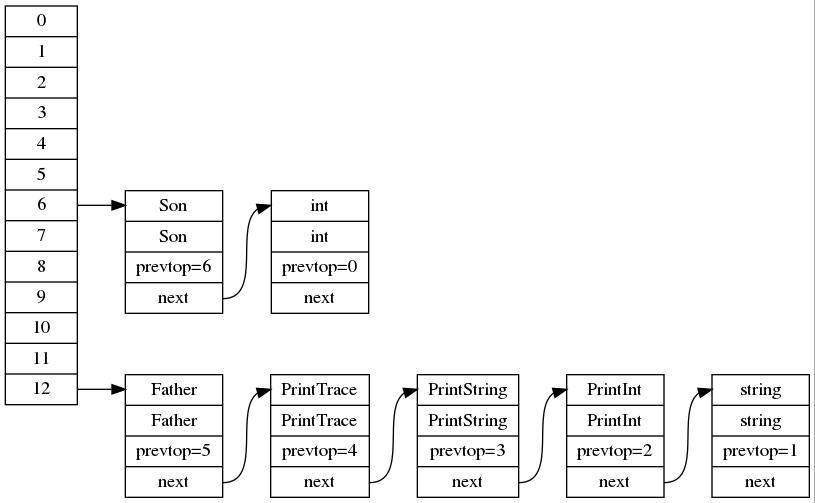 0
1
2
3
4
5
6
7
8
9
10
11
12
Son
Son
prevtop=6
next
int
int
prevtop=0
next
Father
Father
prevtop=5
next
PrintTrace
PrintTrace
prevtop=4
next
PrintString
PrintString
prevtop=3
next
PrintInt
PrintInt
prevtop=2
next
string
string
prevtop=1
next